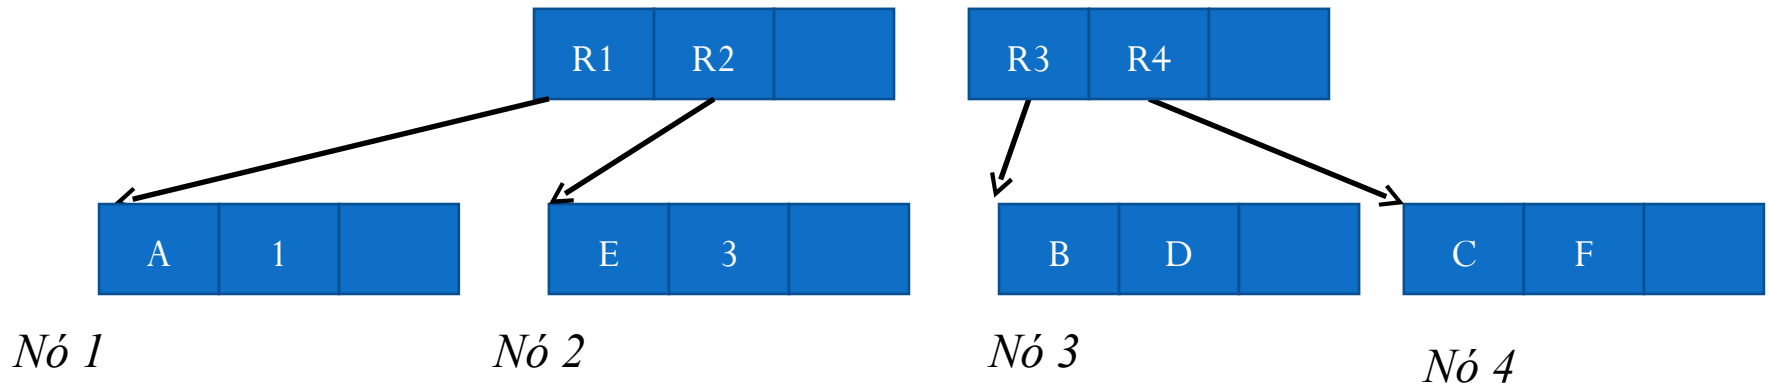 R1 R2 R3 R4
A 1 E 3 B D C F
Nó 1 Nó 2 Nó 3 Nó 4